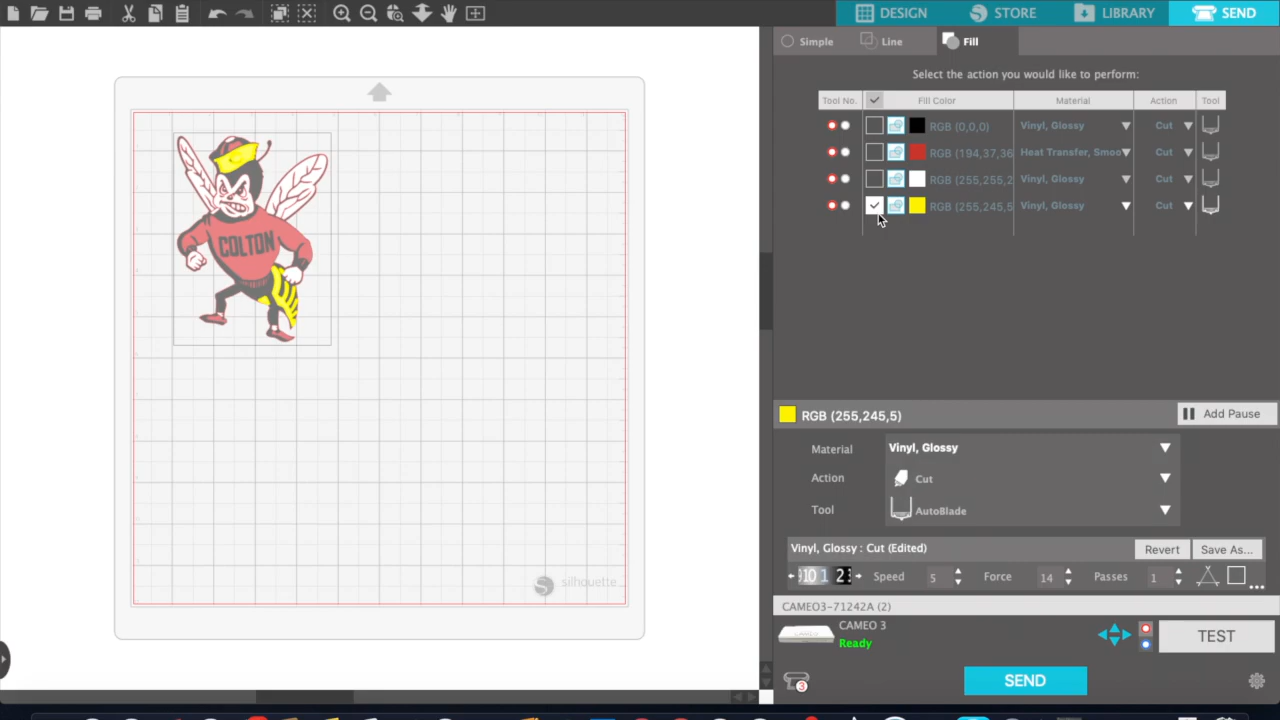 DESIGN STORE LIBRARY SEND
Simple Line Fill
Select the action you would like to perform:
Tool No. Fill Color Material Action Tool
RGB (0,0,0) Vinyl, Glossy Cut
RGB (194,37,36 Heat Transfer, Smoo Cut
RGB (255,255,2 Vinyl, Glossy Cut
RGB (255,245,5 Vinyl, Glossy Cut
COLTON
RGB (255,245,5) Add Pause
Material Vinyl, Glossy
Action Cut
Tool AutoBlade
Vinyl, Glossy : Cut (Edited) Revert Save As...
10 1 2 Speed 5 Force 14 Passes 1
silhouette
CAMEO3-71242A (2)
CAMEO 3
Ready
TEST
3
SEND